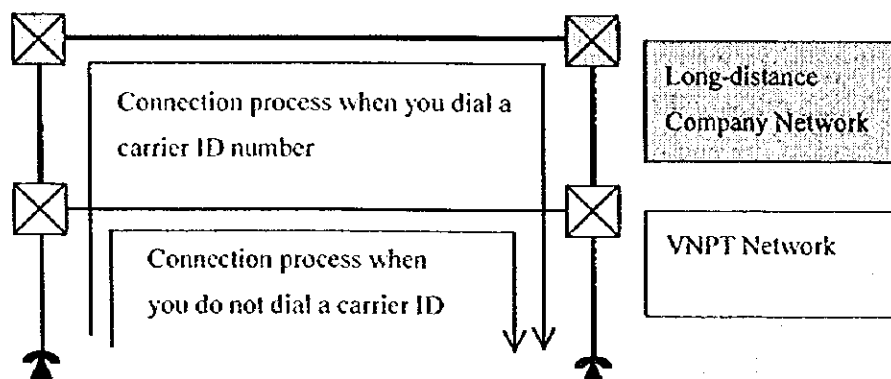 Connection process when you dial a
carrier ID number
Connection process when
you do not dial a carrier ID
Long-distance
Company Network
VNPT Network